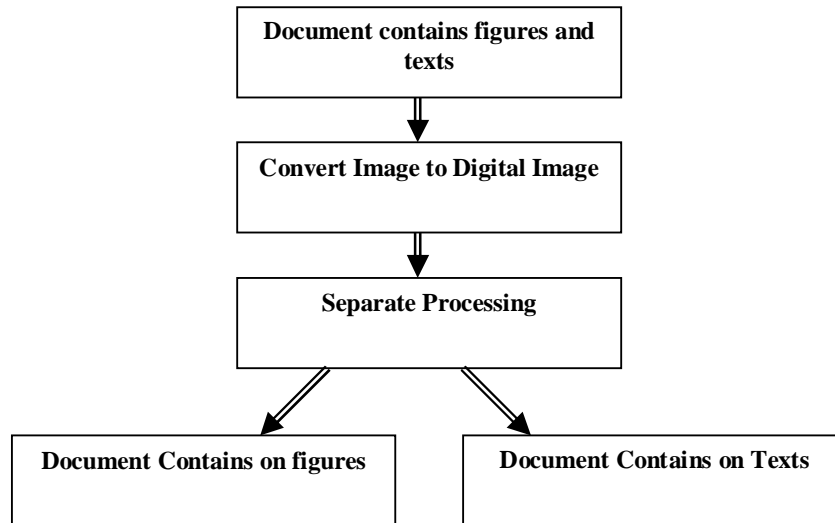 Document contains figures and
texts
Convert Image to Digital Image
Separate Processing
Document Contains on figures
Document Contains on Texts